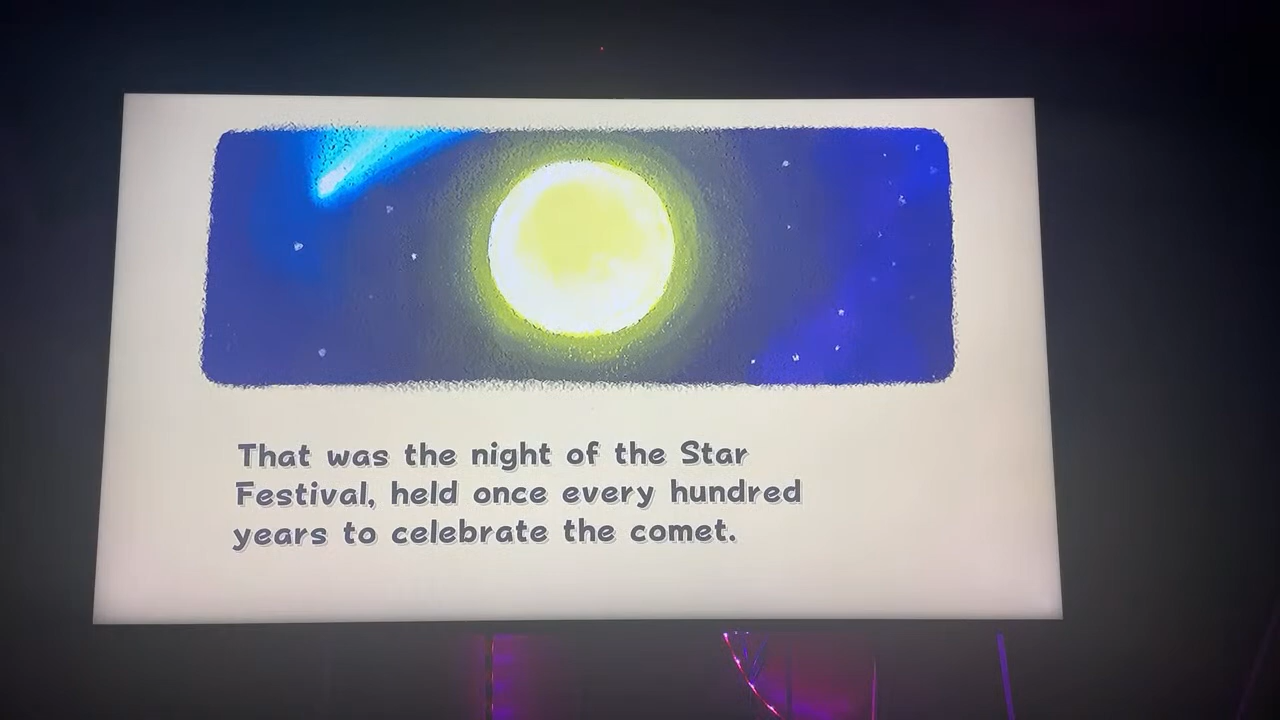 That was the night of the Star
Festival, held once every hundred
years to celebrate the comet.